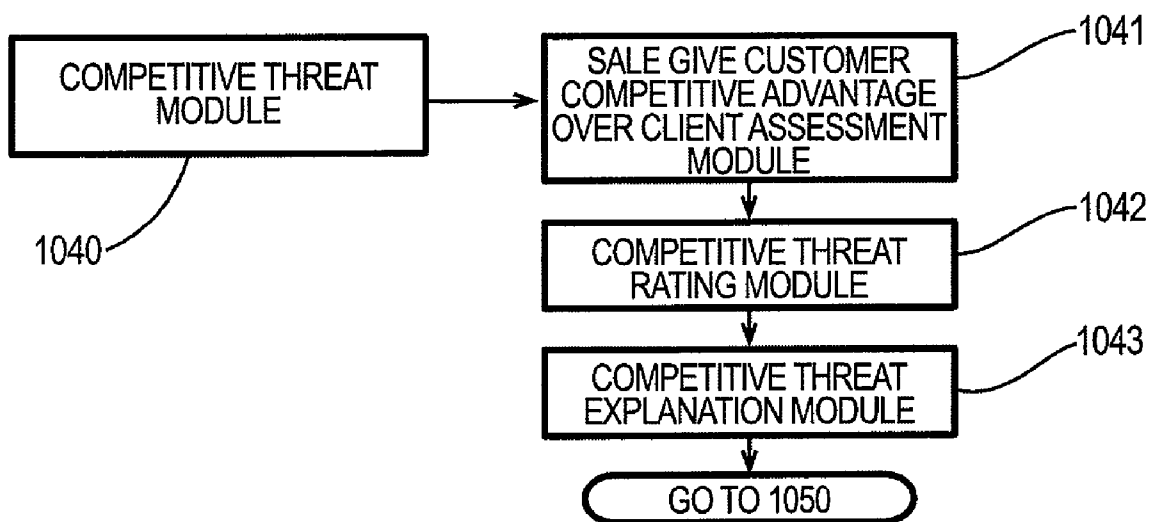 COMPETITIVE THREAT
MODULE
1040
SALE GIVE CUSTOMER
COMPETITIVE ADVANTAGE
OVER CLIENT ASSESSMENT
MODULE
1041
COMPETITIVE THREAT
RATING MODULE
1042
COMPETITIVE THREAT
EXPLANATION MODULE
1043
GO TO 1050